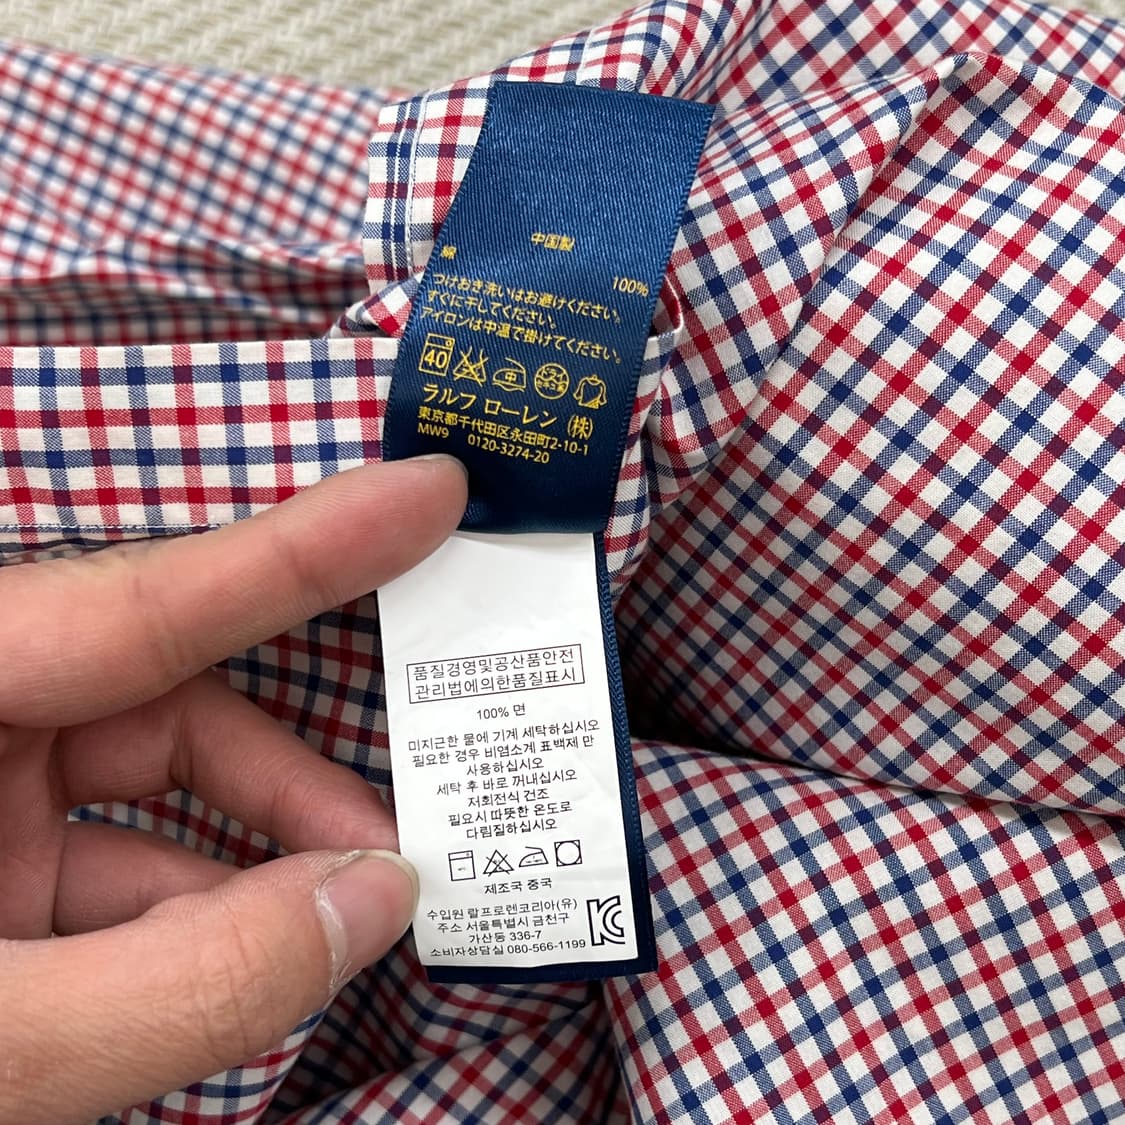 中国製
綿 100%
つけおき洗いはお避けください。
すぐに干してください。
アイロンは中温で掛けてください。
40 中 ドライ
ラルフ ローレン (株)
東京都千代田区永田町2-10-1
MW9 0120-3274-20
품질경영및공산품안전
관리법에의한품질표시
100% 면
미지근한 물에 기계 세탁하십시오
필요한 경우 비염소계 표백제 만
사용하십시오
세탁 후 바로 꺼내십시오
저회전식 건조
필요시 따뜻한 온도로
다림질하십시오
제조국 중국
수입원 랄프로렌코리아(유)
주소 서울특별시 금천구
가산동 336-7
소비자상담실 080-566-1199